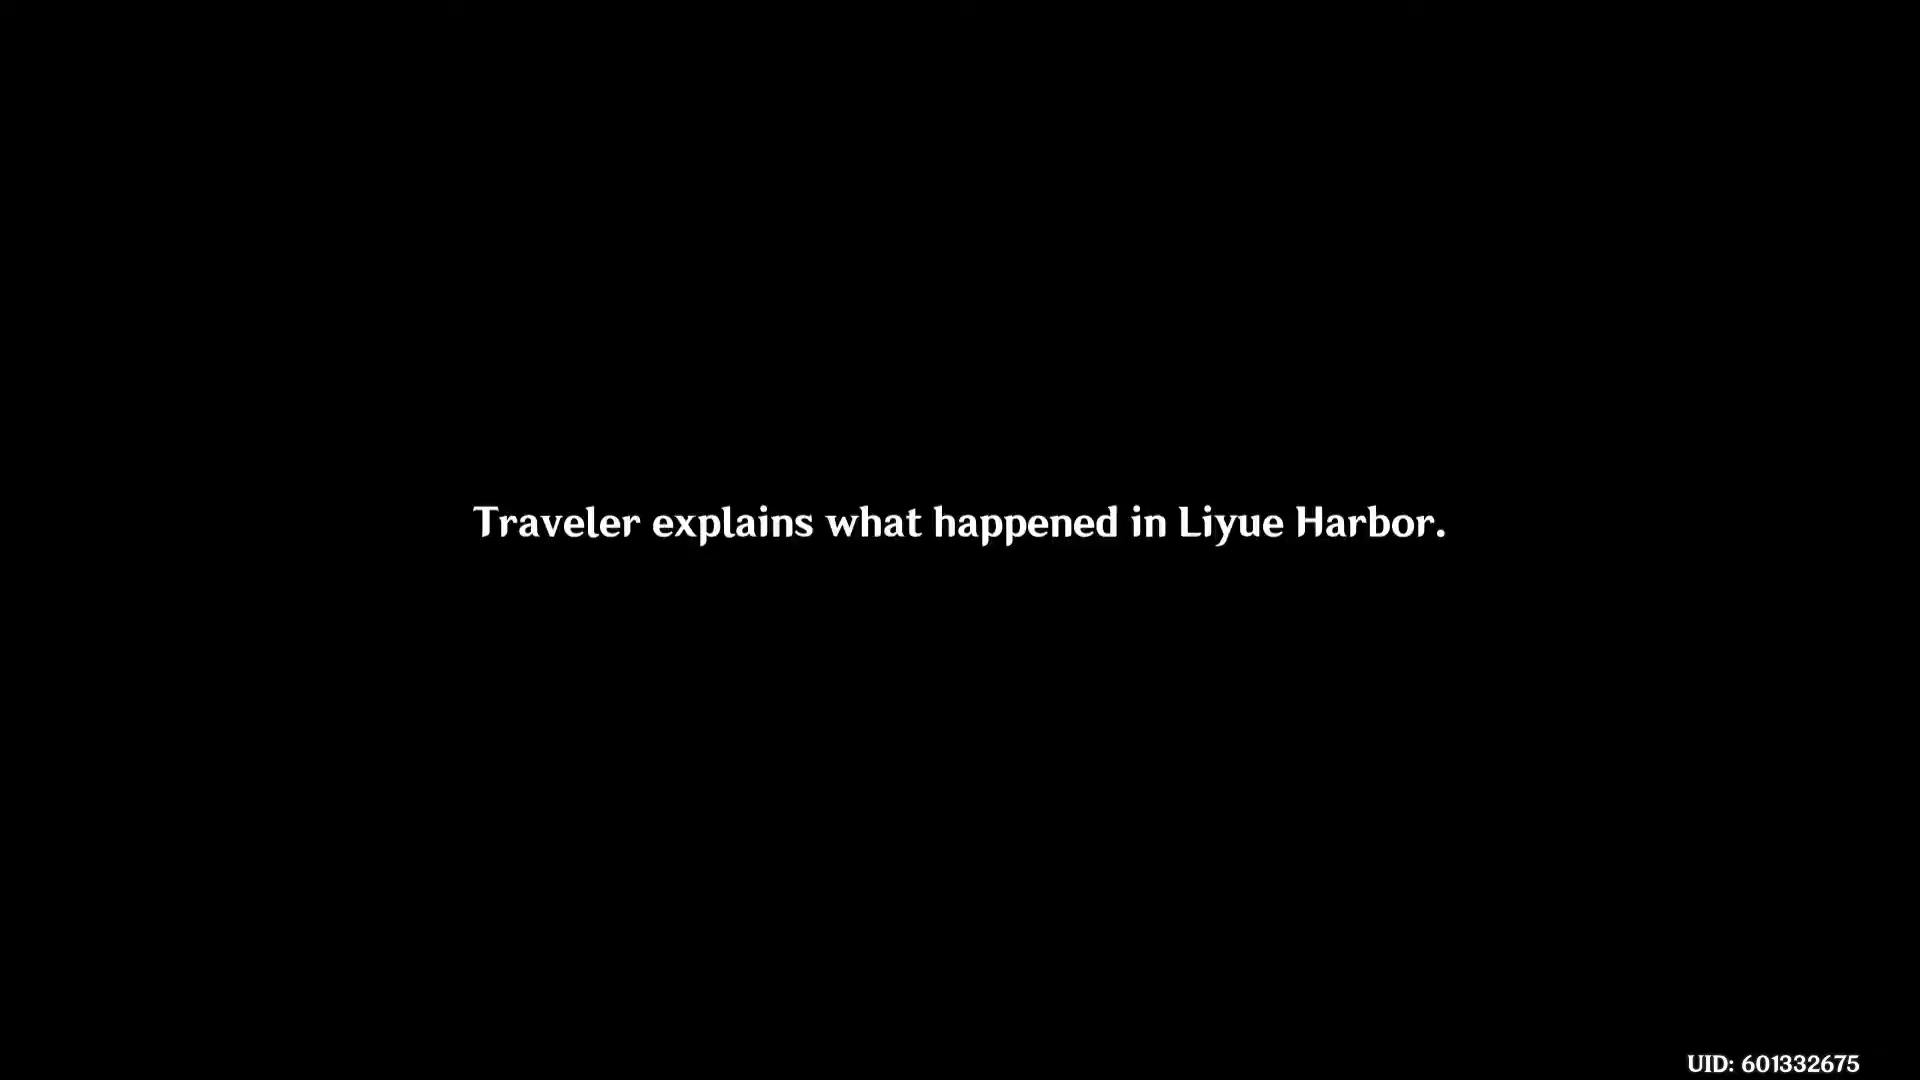 Traveler explains what happened in Liyue Harbor.
UID: 601332675